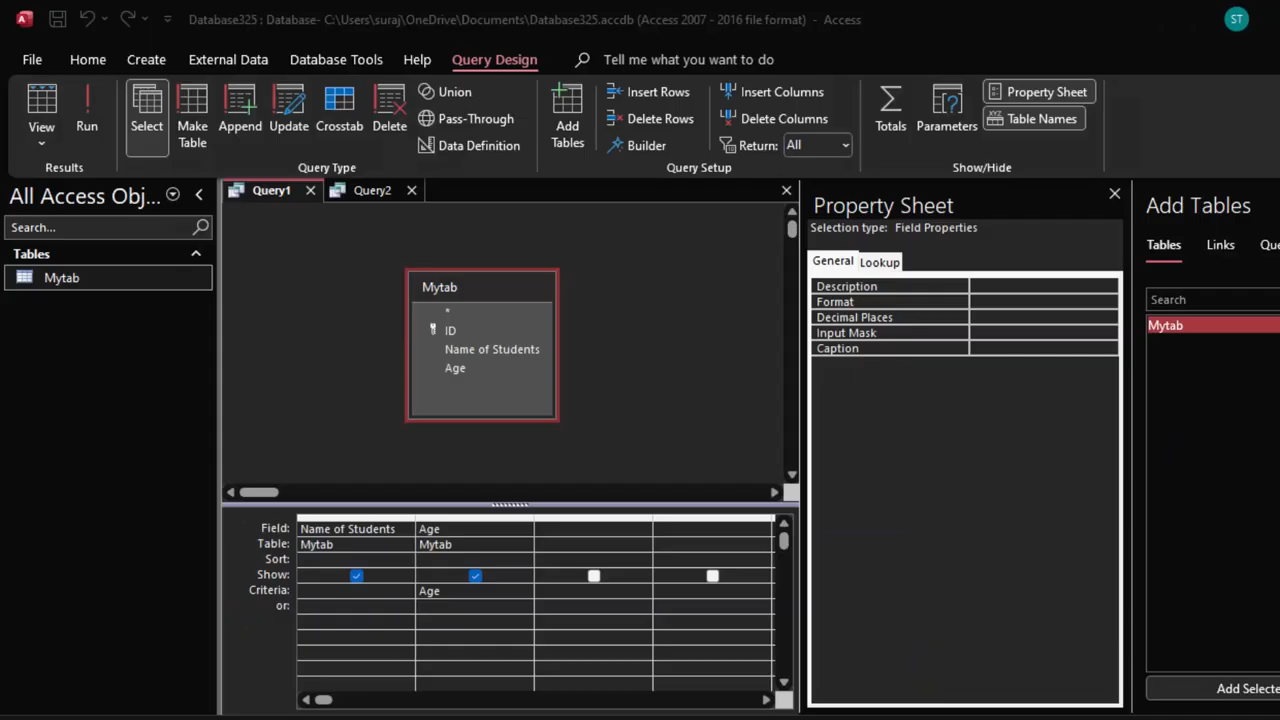 Database325 : Database- C:\Users\suraj\OneDrive\Documents\Database325.accdb (Access 2007 - 2016 file format) - Access
ST
File Home Create External Data Database Tools Help Query Design Tell me what you want to do
View
Run
Results
Select
Make
Table
Append
Update
Crosstab
Delete
Union
Pass-Through
Data Definition
Query Type
Add
Tables
Insert Rows
Delete Rows
Builder
Insert Columns
Delete Columns
Return: All
Query Setup
Totals
Parameters
Property Sheet
XYZ Table Names
Show/Hide
All Access Obj...
Search...
Tables
Mytab
Query1
Query2
Mytab
*
ID
Name of Students
Age
Field: Name of Students Age
Table: Mytab Mytab
Sort:
Show:
Criteria: Age
or:
Property Sheet
Selection type: Field Properties
General Lookup
Description
Format
Decimal Places
Input Mask
Caption
Add Tables
Tables Links Qu
Search
Mytab
Add Selecte